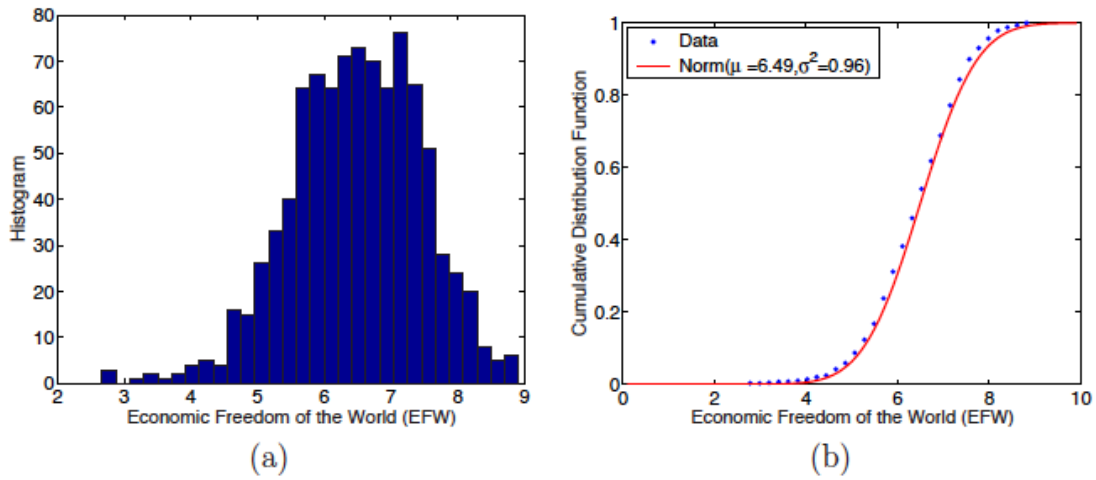 80
70
60
50
40
30
20
10
0
Histogram
2 3 4 5 6 7 8 9
Economic Freedom of the World (EFW)
(a)
1
0.8
0.6
0.4
0.2
0
Cumulative Distribution Function
Data
Norm(μ =6.49,σ²=0.96)
0 2 4 6 8 10
Economic Freedom of the World (EFW)
(b)